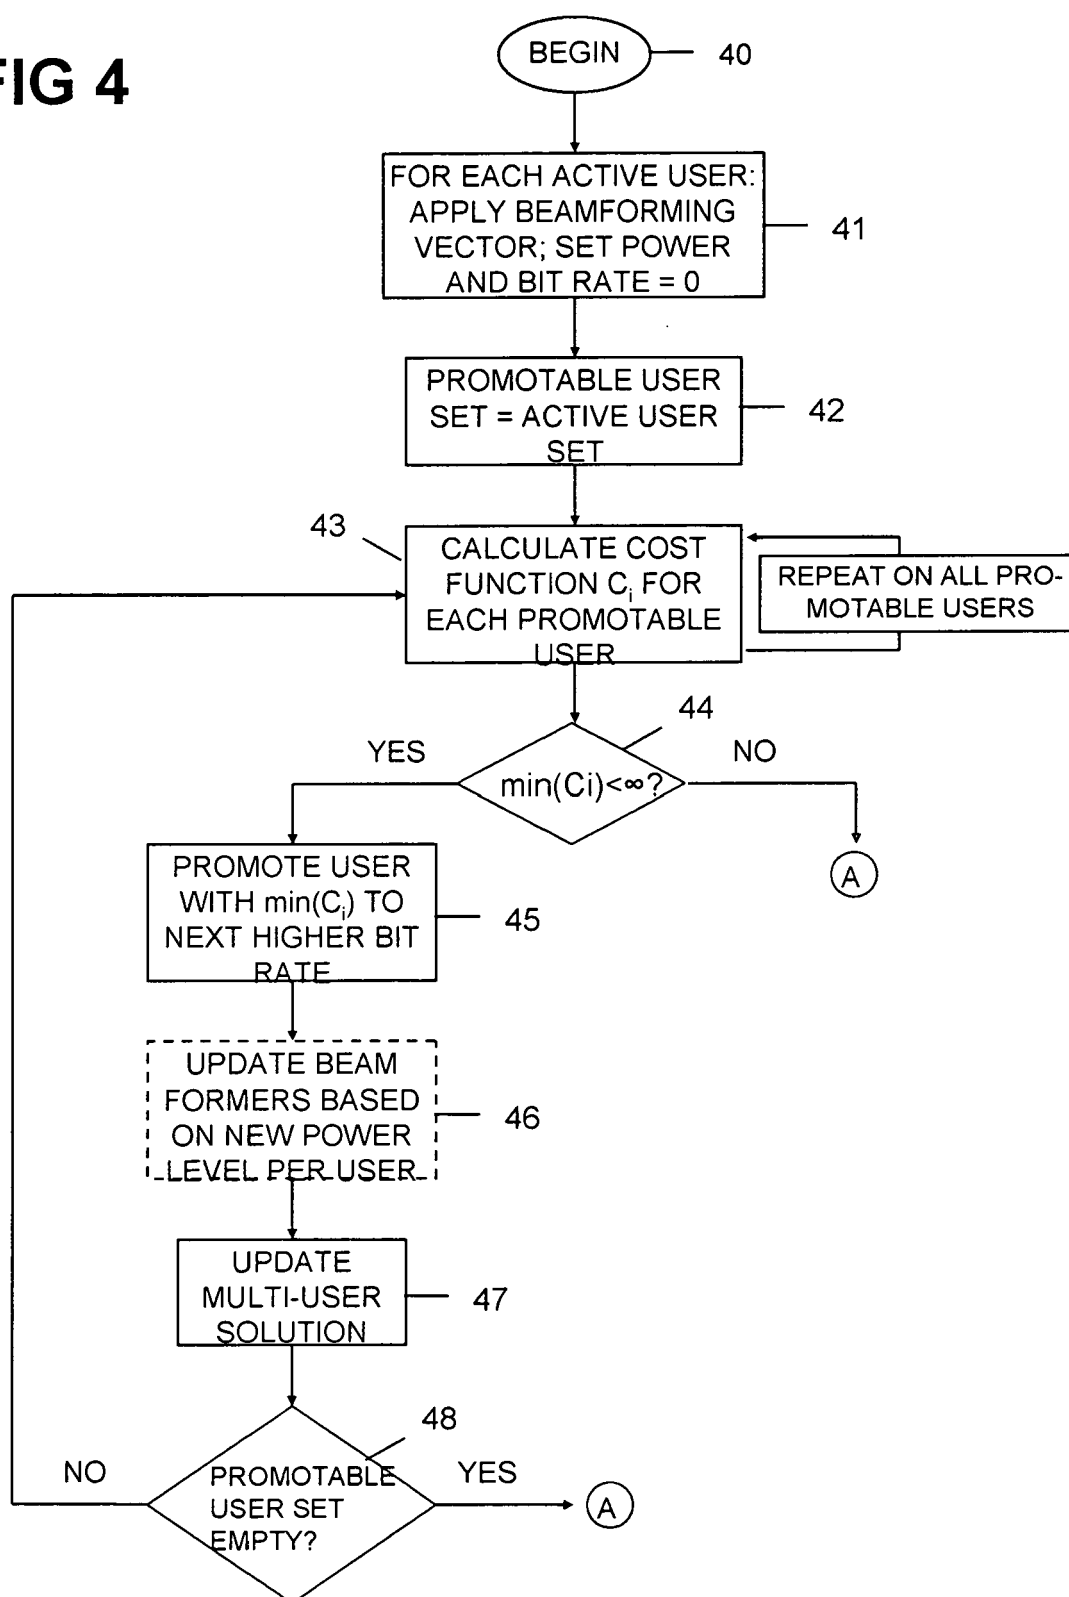 FIG 4
BEGIN
40
FOR EACH ACTIVE USER:
APPLY BEAMFORMING
VECTOR; SET POWER
AND BIT RATE = 0
41
PROMOTABLE USER
SET = ACTIVE USER
SET
42
43
CALCULATE COST
FUNCTION Ci FOR
EACH PROMOTABLE
USER
REPEAT ON ALL PRO-
MOTABLE USERS
44
YES
NO
min(Ci)<∞?
A
PROMOTE USER
WITH min(Ci) TO
NEXT HIGHER BIT
RATE
45
UPDATE BEAM
FORMERS BASED
ON NEW POWER
LEVEL PER USER
46
UPDATE
MULTI-USER
SOLUTION
47
48
NO
YES
PROMOTABLE
USER SET
EMPTY?
A